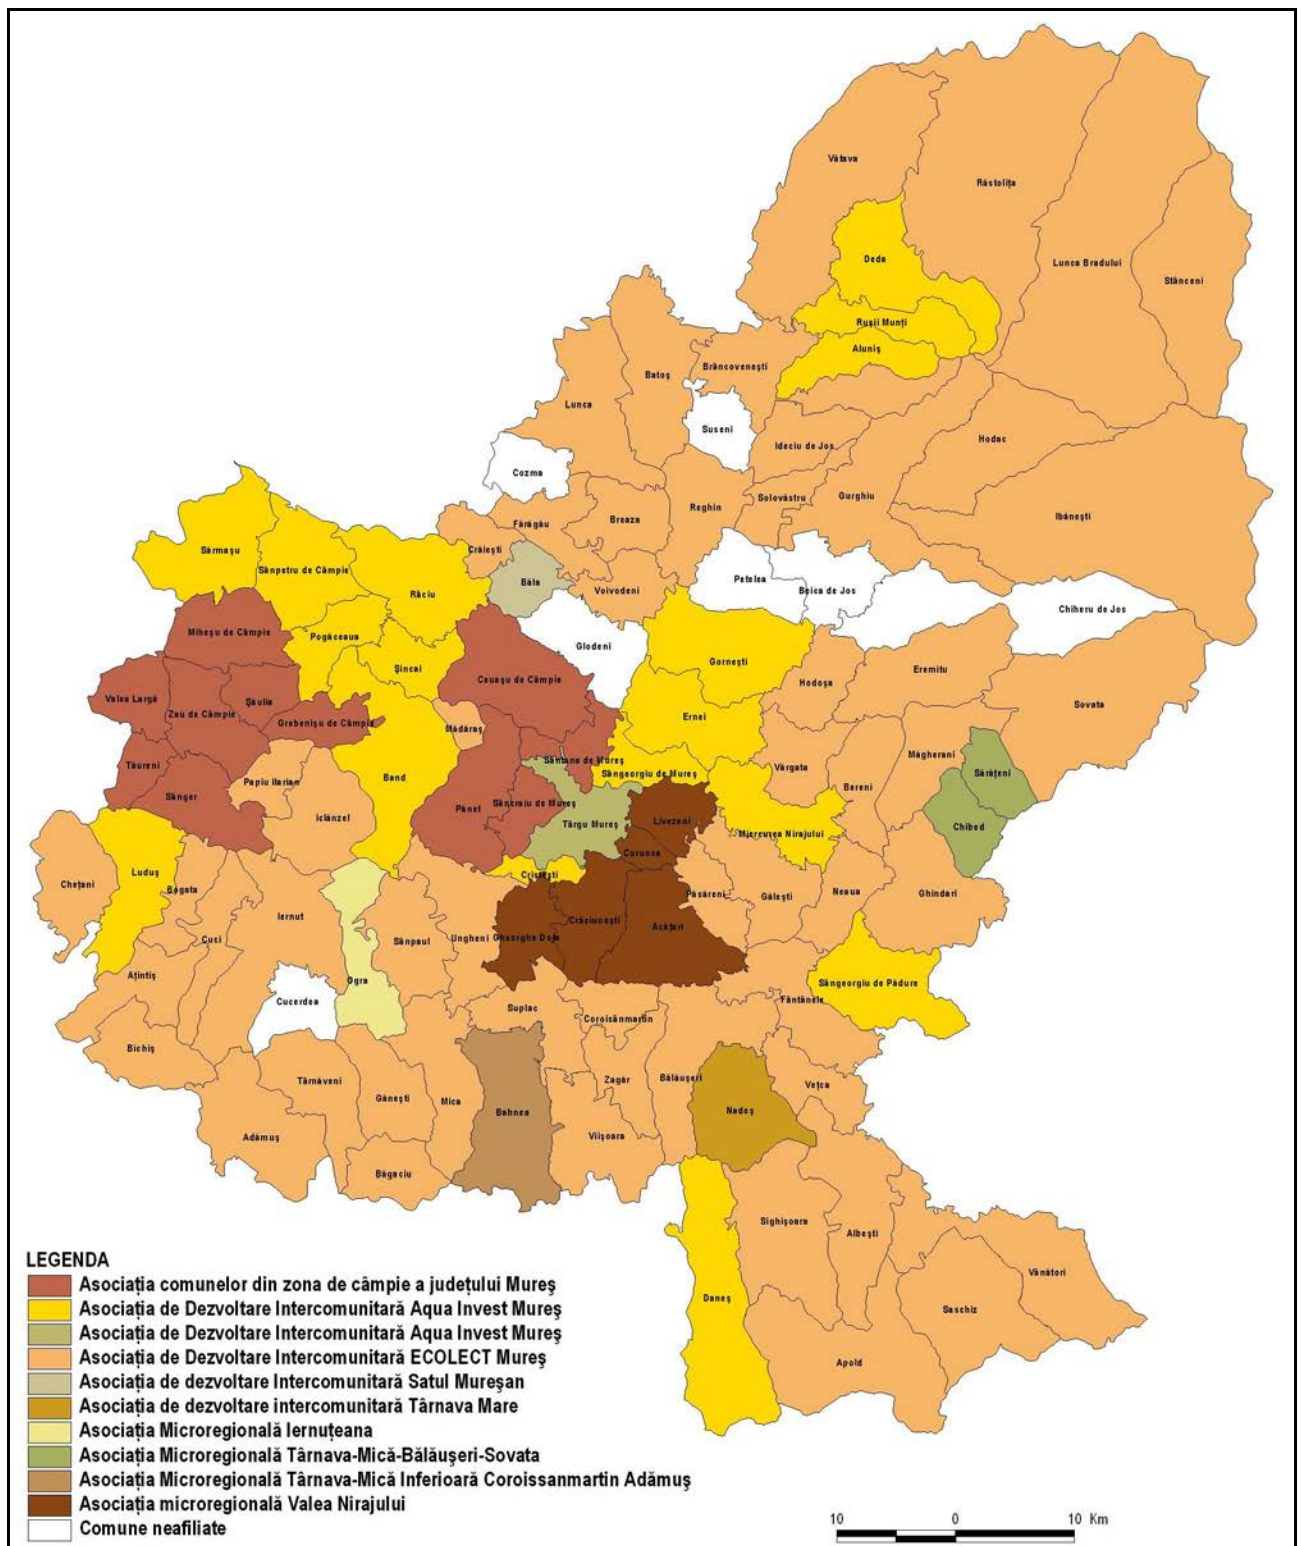 Vătava
Răstolița
Deda
Lunca Bradului
Stânceni
Rușii Munți
Aluniș
Brâncovenești
Batoș
Lunca
Suseni
Ideciu de Jos
Hodac
Cozma
Solovăstru
Gurghiu
Reghin
Ibănești
Fărăgău
Breaza
Crăiești
Sărmașu
Sânpetru de Câmpie
Râciu
Băla
Voivodeni
Petelea
Beica de Jos
Chiheru de Jos
Miheșu de Câmpie
Pogăceaua
Șincai
Glodeni
Gornești
Eremitu
Ceuașu de Câmpie
Hodoșa
Valea Largă
Șăulia
Zau de Câmpie
Sovata
Grebenișu de Câmpie
Ernei
Mădăraș
Măgherani
Sântana de Mureș
Tăureni
Vărgata
Sărățeni
Sângeorgiu de Mureș
Band
Papiu Ilarian
Bereni
Sânger
Pănet
Sâncraiu de Mureș
Iclănzel
Livezeni
Târgu Mureș
Chibed
Miercurea Nirajului
Corunca
Luduș
Cristești
Chețani
Bogata
Păsăreni
Gălești
Neaua
Ghindari
Iernut
Crăciunești
Acățari
Cuci
Sânpaul
Ungheni
Gheorghe Doja
Ațintiș
Ogra
Sângeorgiu de Pădure
Cucerdea
Fântânele
Suplac
Coroisânmartin
Bichiș
Târnăveni
Zagăr
Bălăușeri
Vețca
Gănești
Mica
Bahnea
Nadeș
Adămuș
Viișoara
Băgaciu
Sighișoara
Albești
Vânători
Daneș
Saschiz
Apold
LEGENDA
Asociația comunelor din zona de câmpie a județului Mureș
Asociația de Dezvoltare Intercomunitară Aqua Invest Mureș
Asociația de Dezvoltare Intercomunitară Aqua Invest Mureș
Asociația de Dezvoltare Intercomunitară ECOLECT Mureș
Asociația de dezvoltare Intercomunitară Satul Mureșan
Asociația de dezvoltare intercomunitară Târnava Mare
Asociația Microregională Iernuțeana
Asociația Microregională Târnava-Mică-Bălăușeri-Sovata
Asociația Microregională Târnava-Mică Inferioară Coroissanmartin Adămuș
Asociația microregională Valea Nirajului
Comune neafiliate
10 0 10 Km